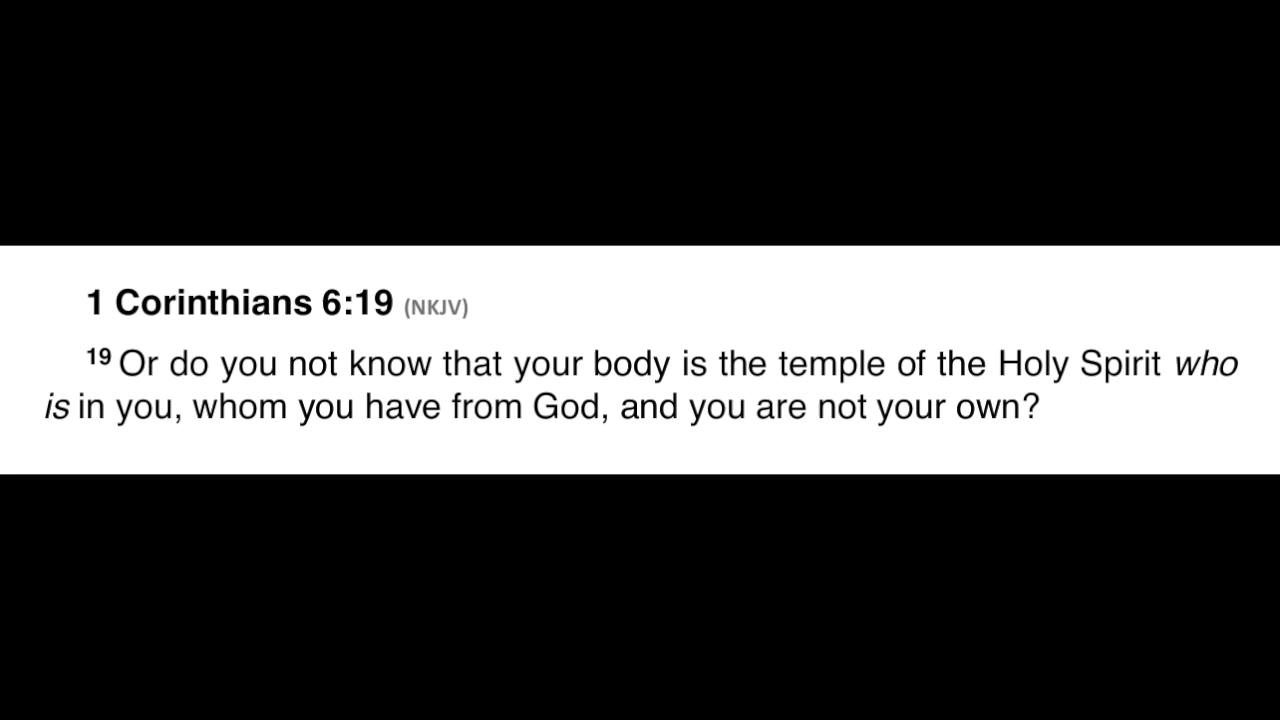 1 Corinthians 6:19 (NKJV)
19 Or do you not know that your body is the temple of the Holy Spirit who
is in you, whom you have from God, and you are not your own?